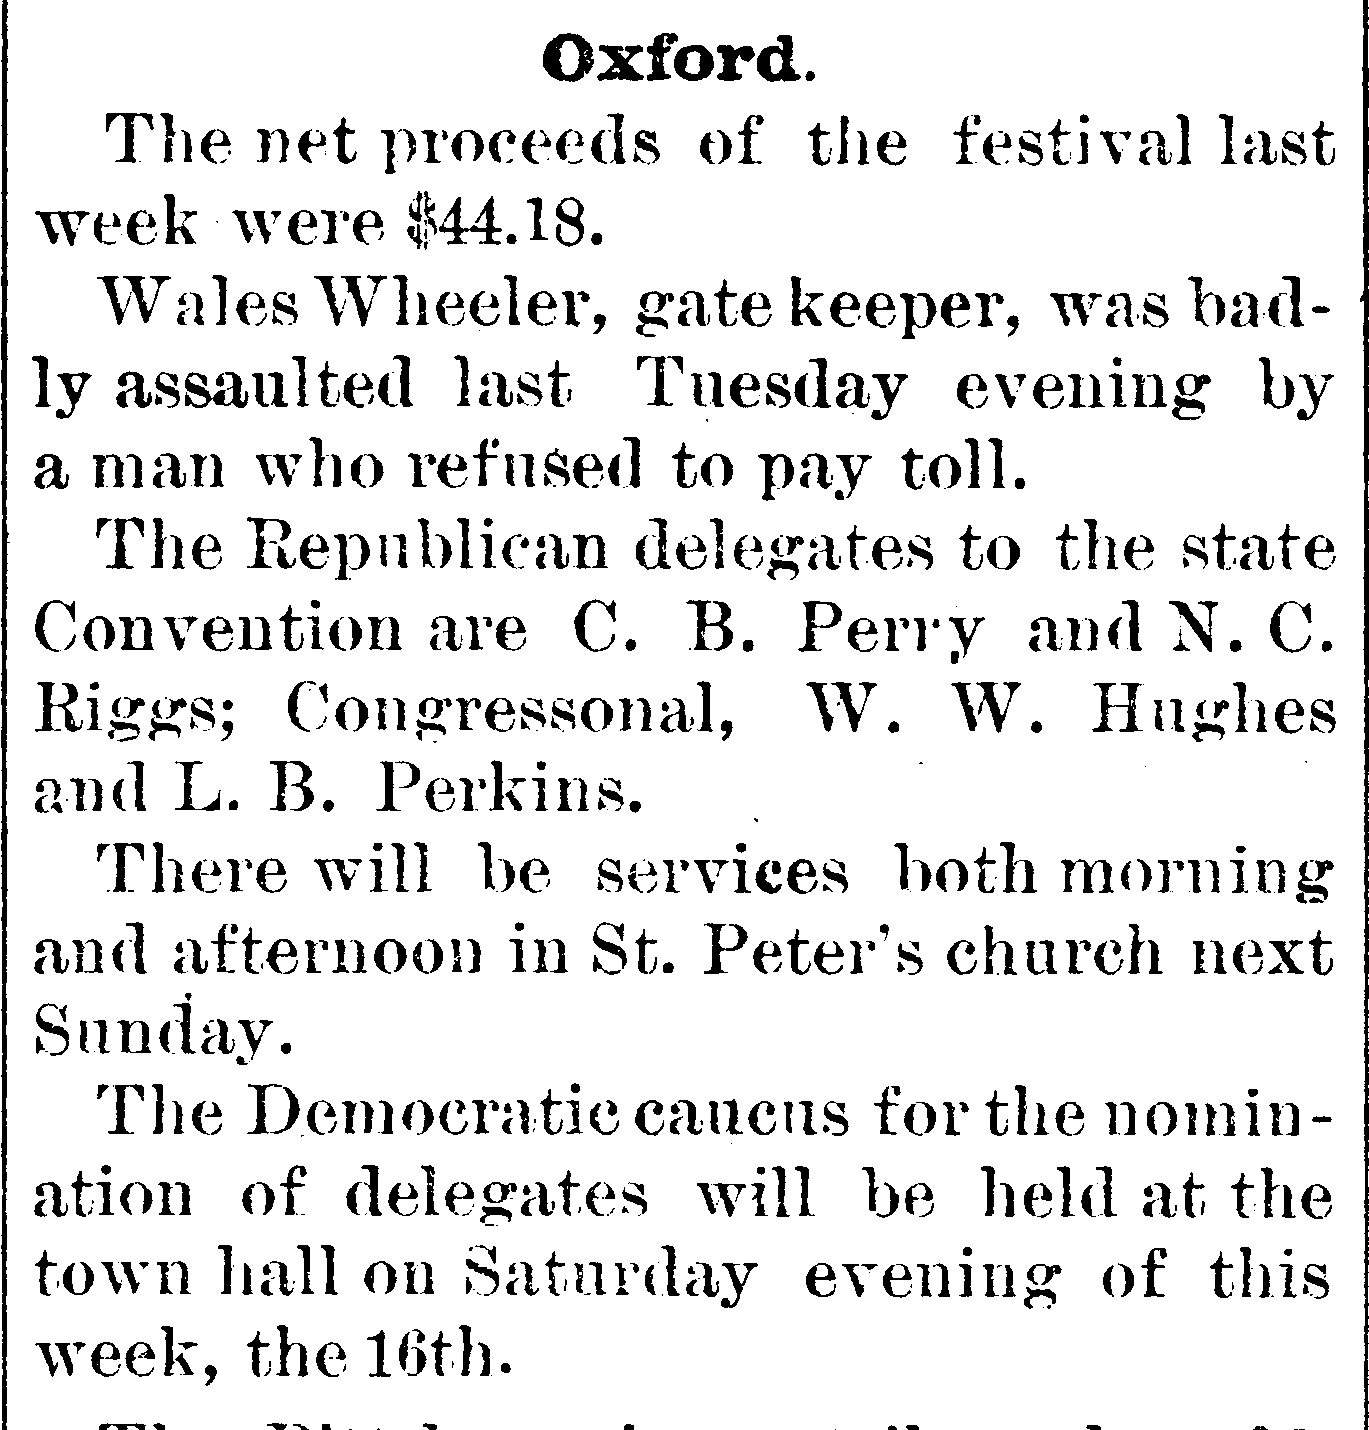 Oxford.
The net proceeds of the festival last
week were $44.18.
Wales Wheeler, gate keeper, was bad-
ly assaulted last Tuesday evening by
a man who refused to pay toll.
The Republican delegates to the state
Convention are C. B. Perry and N. C.
Riggs; Congressonal, W. W. Hughes
and L. B. Perkins.
There will be services both morning
and afternoon in St. Peter's church next
Sunday.
The Democratic caucus for the nomin-
ation of delegates will be held at the
town hall on Saturday evening of this
week, the 16th.